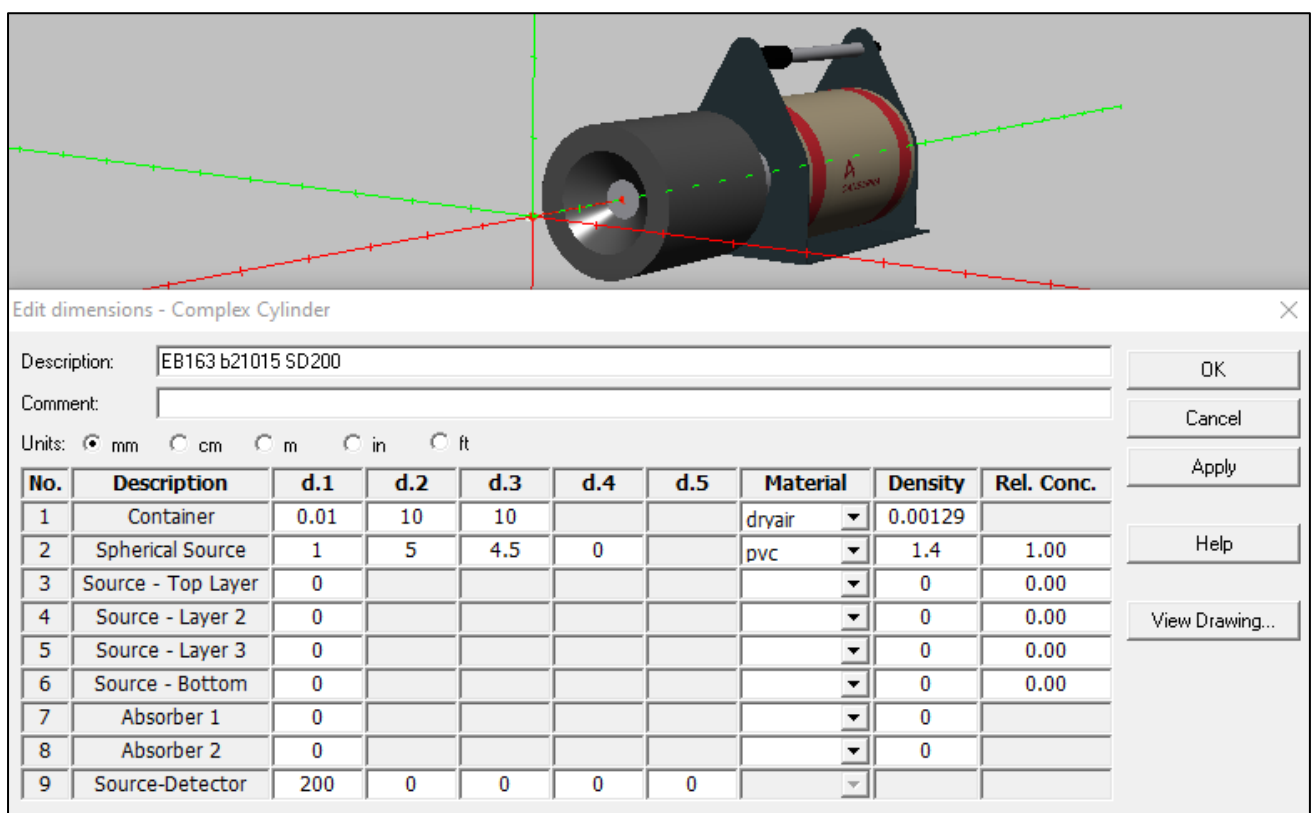 Edit dimensions - Complex Cylinder
Description: EB163 b21015 SD200
OK
Comment:
Cancel
Units: mm cm m in ft
Apply
No. Description d.1 d.2 d.3 d.4 d.5 Material Density Rel. Conc.
1 Container 0.01 10 10 dryair 0.00129
2 Spherical Source 1 5 4.5 0 pvc 1.4 1.00
Help
3 Source - Top Layer 0 0 0.00
4 Source - Layer 2 0 0 0.00
View Drawing...
5 Source - Layer 3 0 0 0.00
6 Source - Bottom 0 0 0.00
7 Absorber 1 0 0
8 Absorber 2 0 0
9 Source-Detector 200 0 0 0 0